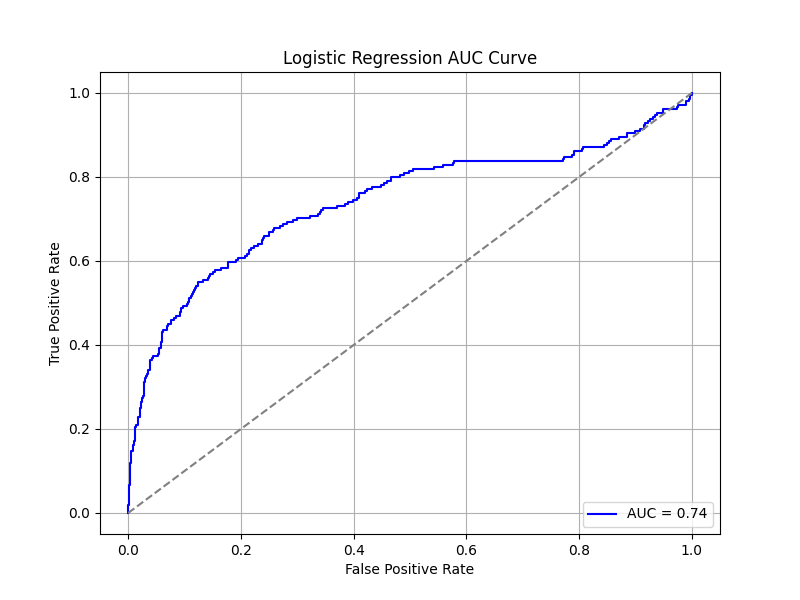 Logistic Regression AUC Curve
True Positive Rate
1.0
0.8
0.6
0.4
0.2
0.0
AUC = 0.74
0.0 0.2 0.4 0.6 0.8 1.0
False Positive Rate